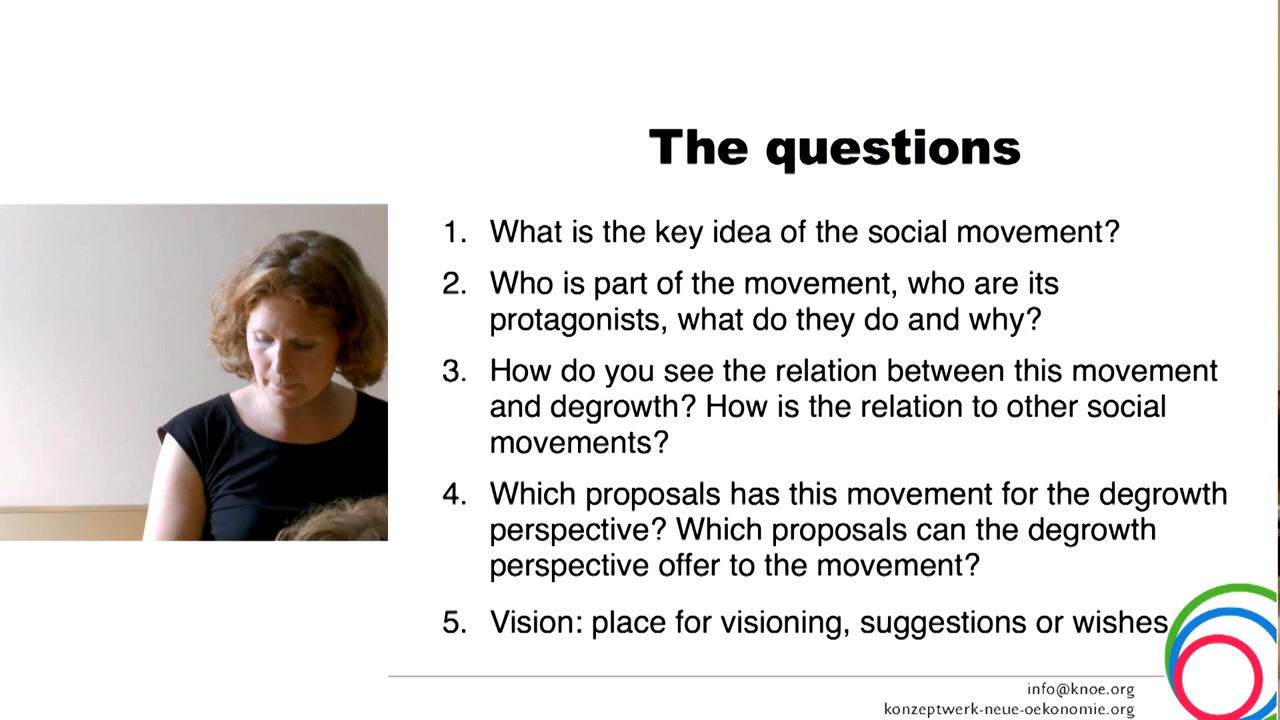 The questions
1. What is the key idea of the social movement?
2. Who is part of the movement, who are its
protagonists, what do they do and why?
3. How do you see the relation between this movement
and degrowth? How is the relation to other social
movements?
4. Which proposals has this movement for the degrowth
perspective? Which proposals can the degrowth
perspective offer to the movement?
5. Vision: place for visioning, suggestions or wishes
info@knoe.org
konzeptwerk-neue-oekonomie.org